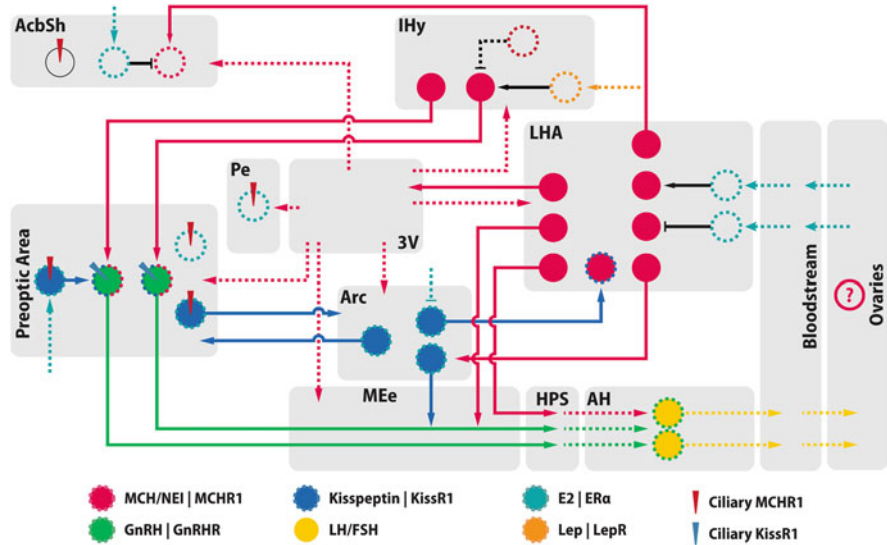 AcbSh
IHy
LHA
Pe
3V
Preoptic Area
Arc
MEe
HPS
AH
Bloodstream
?
Ovaries
MCH/NEI | MCHR1
Kisspeptin | KissR1
E2 | ERα
Ciliary MCHR1
GnRH | GnRHR
LH/FSH
Lep | LepR
Ciliary KissR1